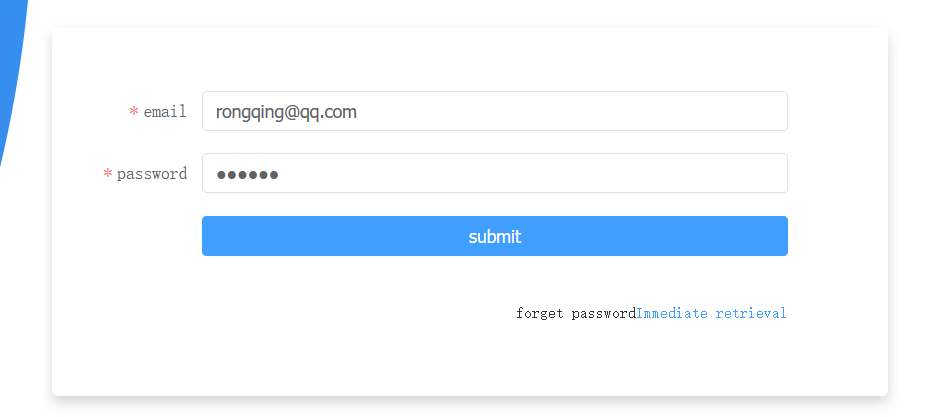 * email rongqing@qq.com
* password ••••••
submit
forget passwordImmediate retrieval